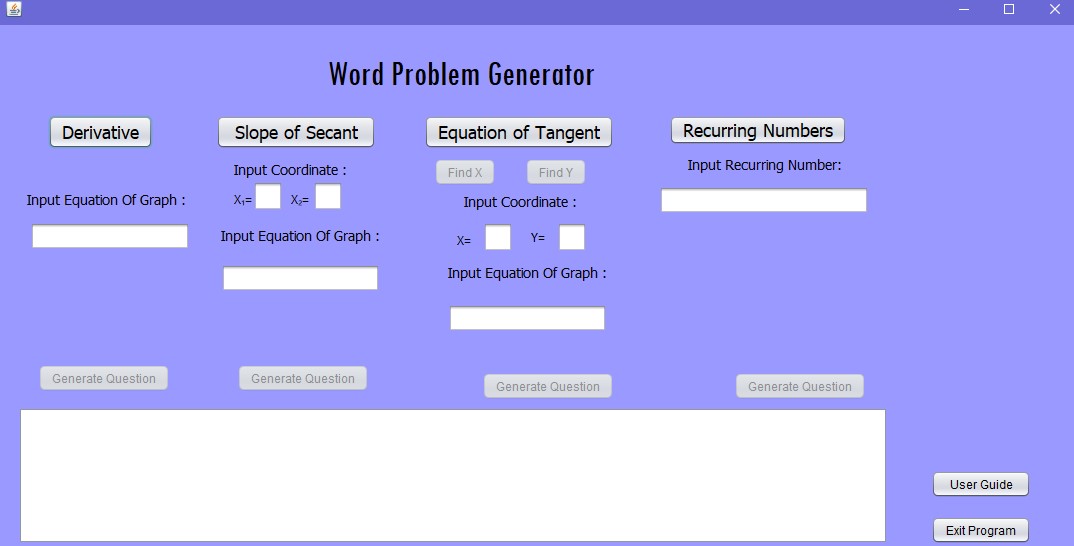 Word Problem Generator
Derivative
Slope of Secant
Equation of Tangent
Recurring Numbers
Input Coordinate :
Find X
Find Y
Input Recurring Number:
Input Equation Of Graph :
X₁=
X₂=
Input Coordinate :
Input Equation Of Graph :
X=
Y=
Input Equation Of Graph :
Generate Question
Generate Question
Generate Question
Generate Question
User Guide
Exit Program